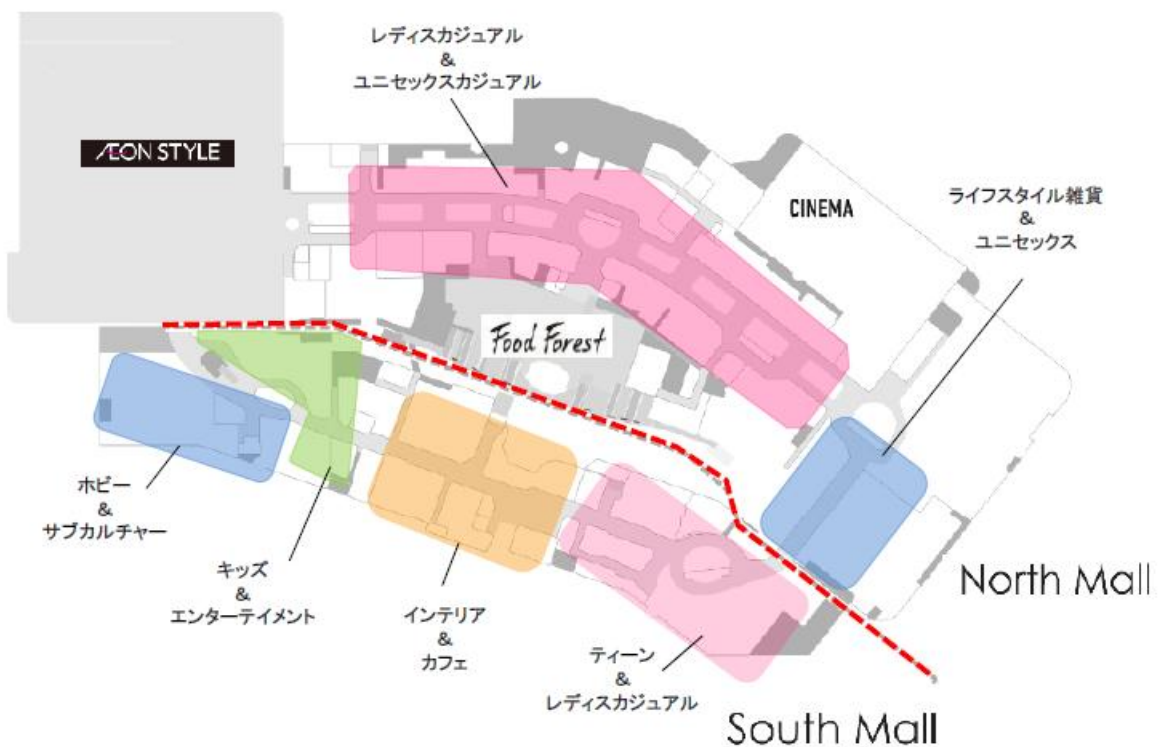 レディスカジュアル
&
ユニセックスカジュアル
ÆON STYLE
CINEMA
ライフスタイル雑貨
&
ユニセックス
Food Forest
ホビー
&
サブカルチャー
キッズ
&
エンターテイメント
インテリア
&
カフェ
ティーン
&
レディスカジュアル
North Mall
South Mall